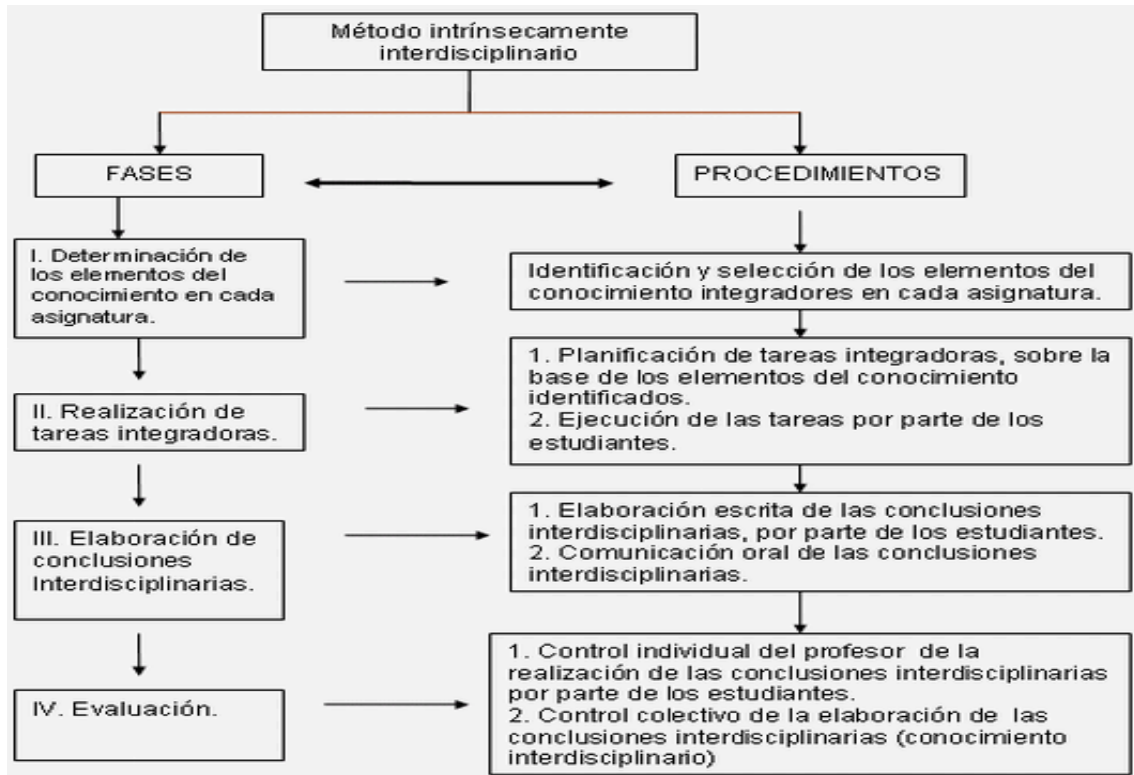 Método intrínsecamente
interdisciplinario
FASES
PROCEDIMIENTOS
I. Determinación de
los elementos del
conocimiento en cada
asignatura.
Identificación y selección de los elementos del
conocimiento integradores en cada asignatura.
II. Realización de
tareas integradoras.
1. Planificación de tareas integradoras, sobre la
base de los elementos del conocimiento
identificados.
2. Ejecución de las tareas por parte de los
estudiantes.
III. Elaboración de
conclusiones
Interdisciplinarias.
1. Elaboración escrita de las conclusiones
interdisciplinarias, por parte de los estudiantes.
2. Comunicación oral de las conclusiones
interdisciplinarias.
IV. Evaluación.
1. Control individual del profesor de la
realización de las conclusiones interdisciplinarias
por parte de los estudiantes.
2. Control colectivo de la elaboración de las
conclusiones interdisciplinarias (conocimiento
interdisciplinario)